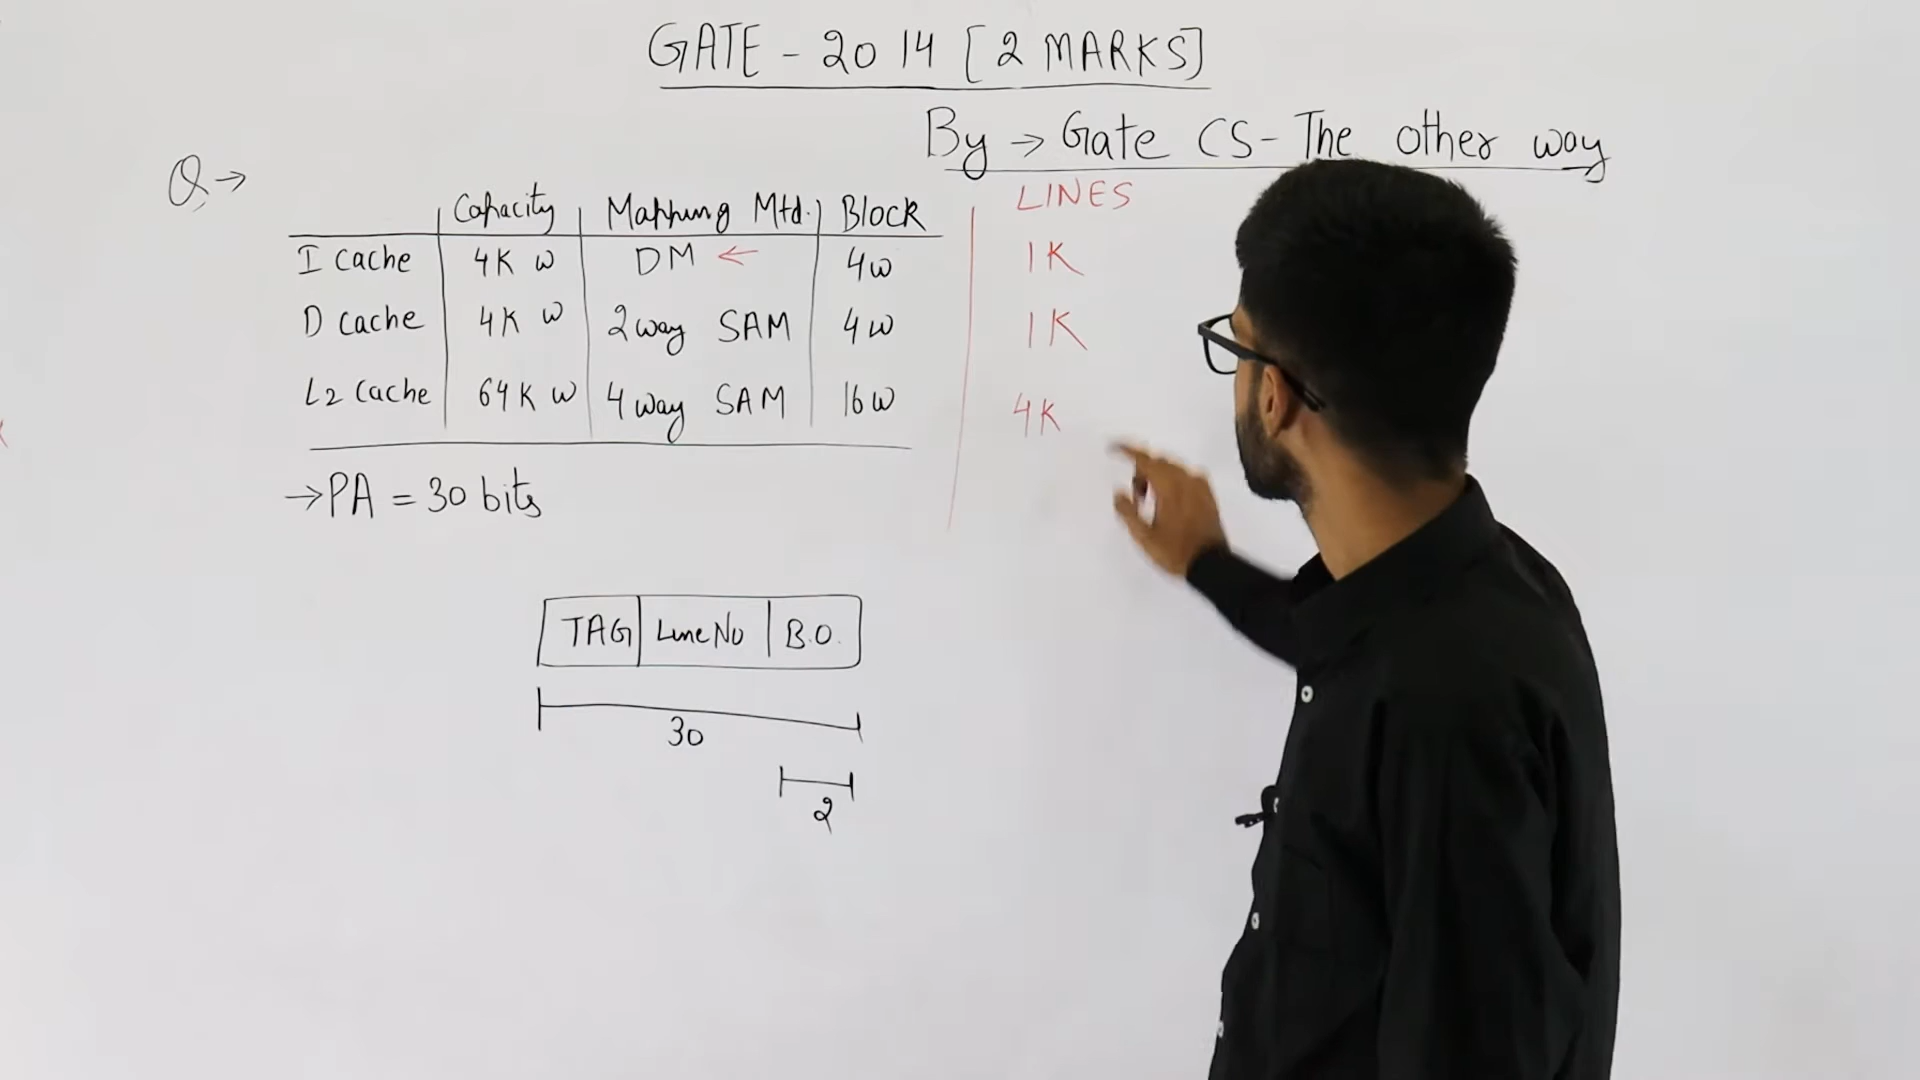 GATE - 2014 [2 MARKS]
By → Gate CS - The other way
Q →
Capacity Mapping Mtd. Block LINES
I cache 4K w DM ← 4w 1K
D cache 4K w 2 way SAM 4w 1K
L2 cache 64K w 4 way SAM 16w 4K
→ PA = 30 bits
TAG Line No B.O.
30
2